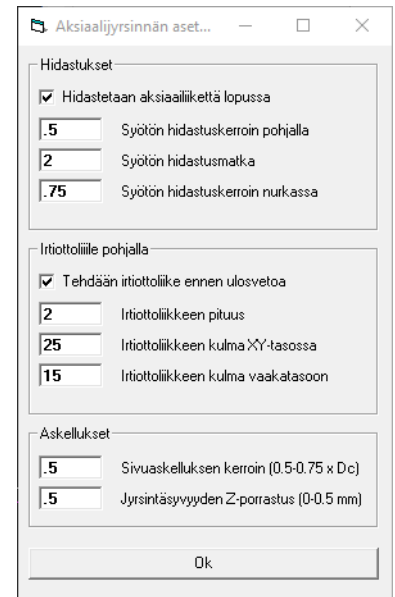 Aksiaalijyrsinnän aset...
Hidastukset
Hidastetaan aksiaaliikettä lopussa
.5 Syötön hidastuskerroin pohjalla
2 Syötön hidastusmatka
.75 Syötön hidastuskerroin nurkassa
Irtiottoliiile pohjalla
Tehdään irtiottoliike ennen ulosvetoa
2 Irtiottoliikkeen pituus
25 Irtiottoliikkeen kulma XY-tasossa
15 Irtiottoliikkeen kulma vaakatasoon
Askellukset
.5 Sivuaskelluksen kerroin (0.5-0.75 x Dc)
.5 Jyrsintäsyvyyden Z-porrastus (0-0.5 mm)
Ok